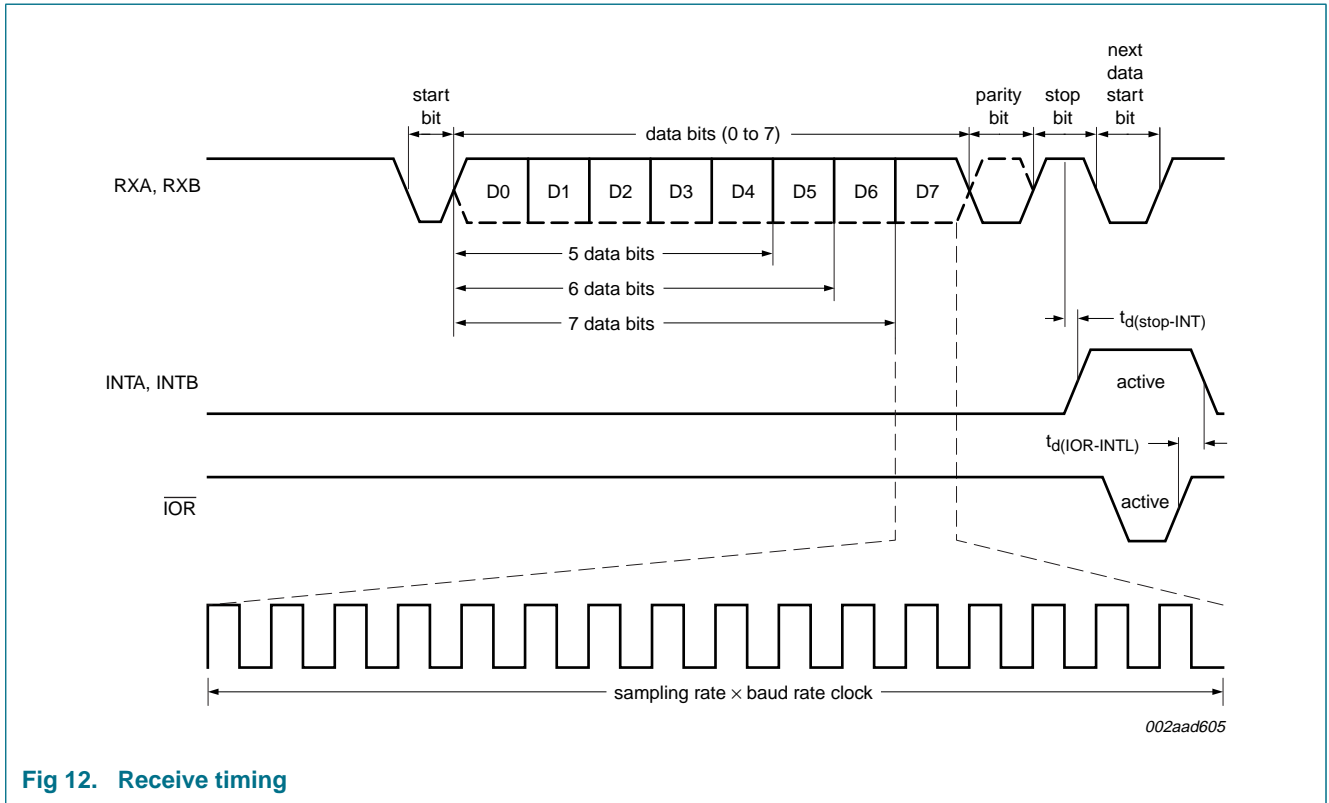 next
data
start
bit
start
bit
parity
bit
stop
bit
data bits (0 to 7)
RXA, RXB
D0 D1 D2 D3 D4 D5 D6 D7
5 data bits
6 data bits
7 data bits
td(stop-INT)
INTA, INTB
active
td(IOR-INTL)
IOR
active
sampling rate × baud rate clock
002aad605
Fig 12. Receive timing